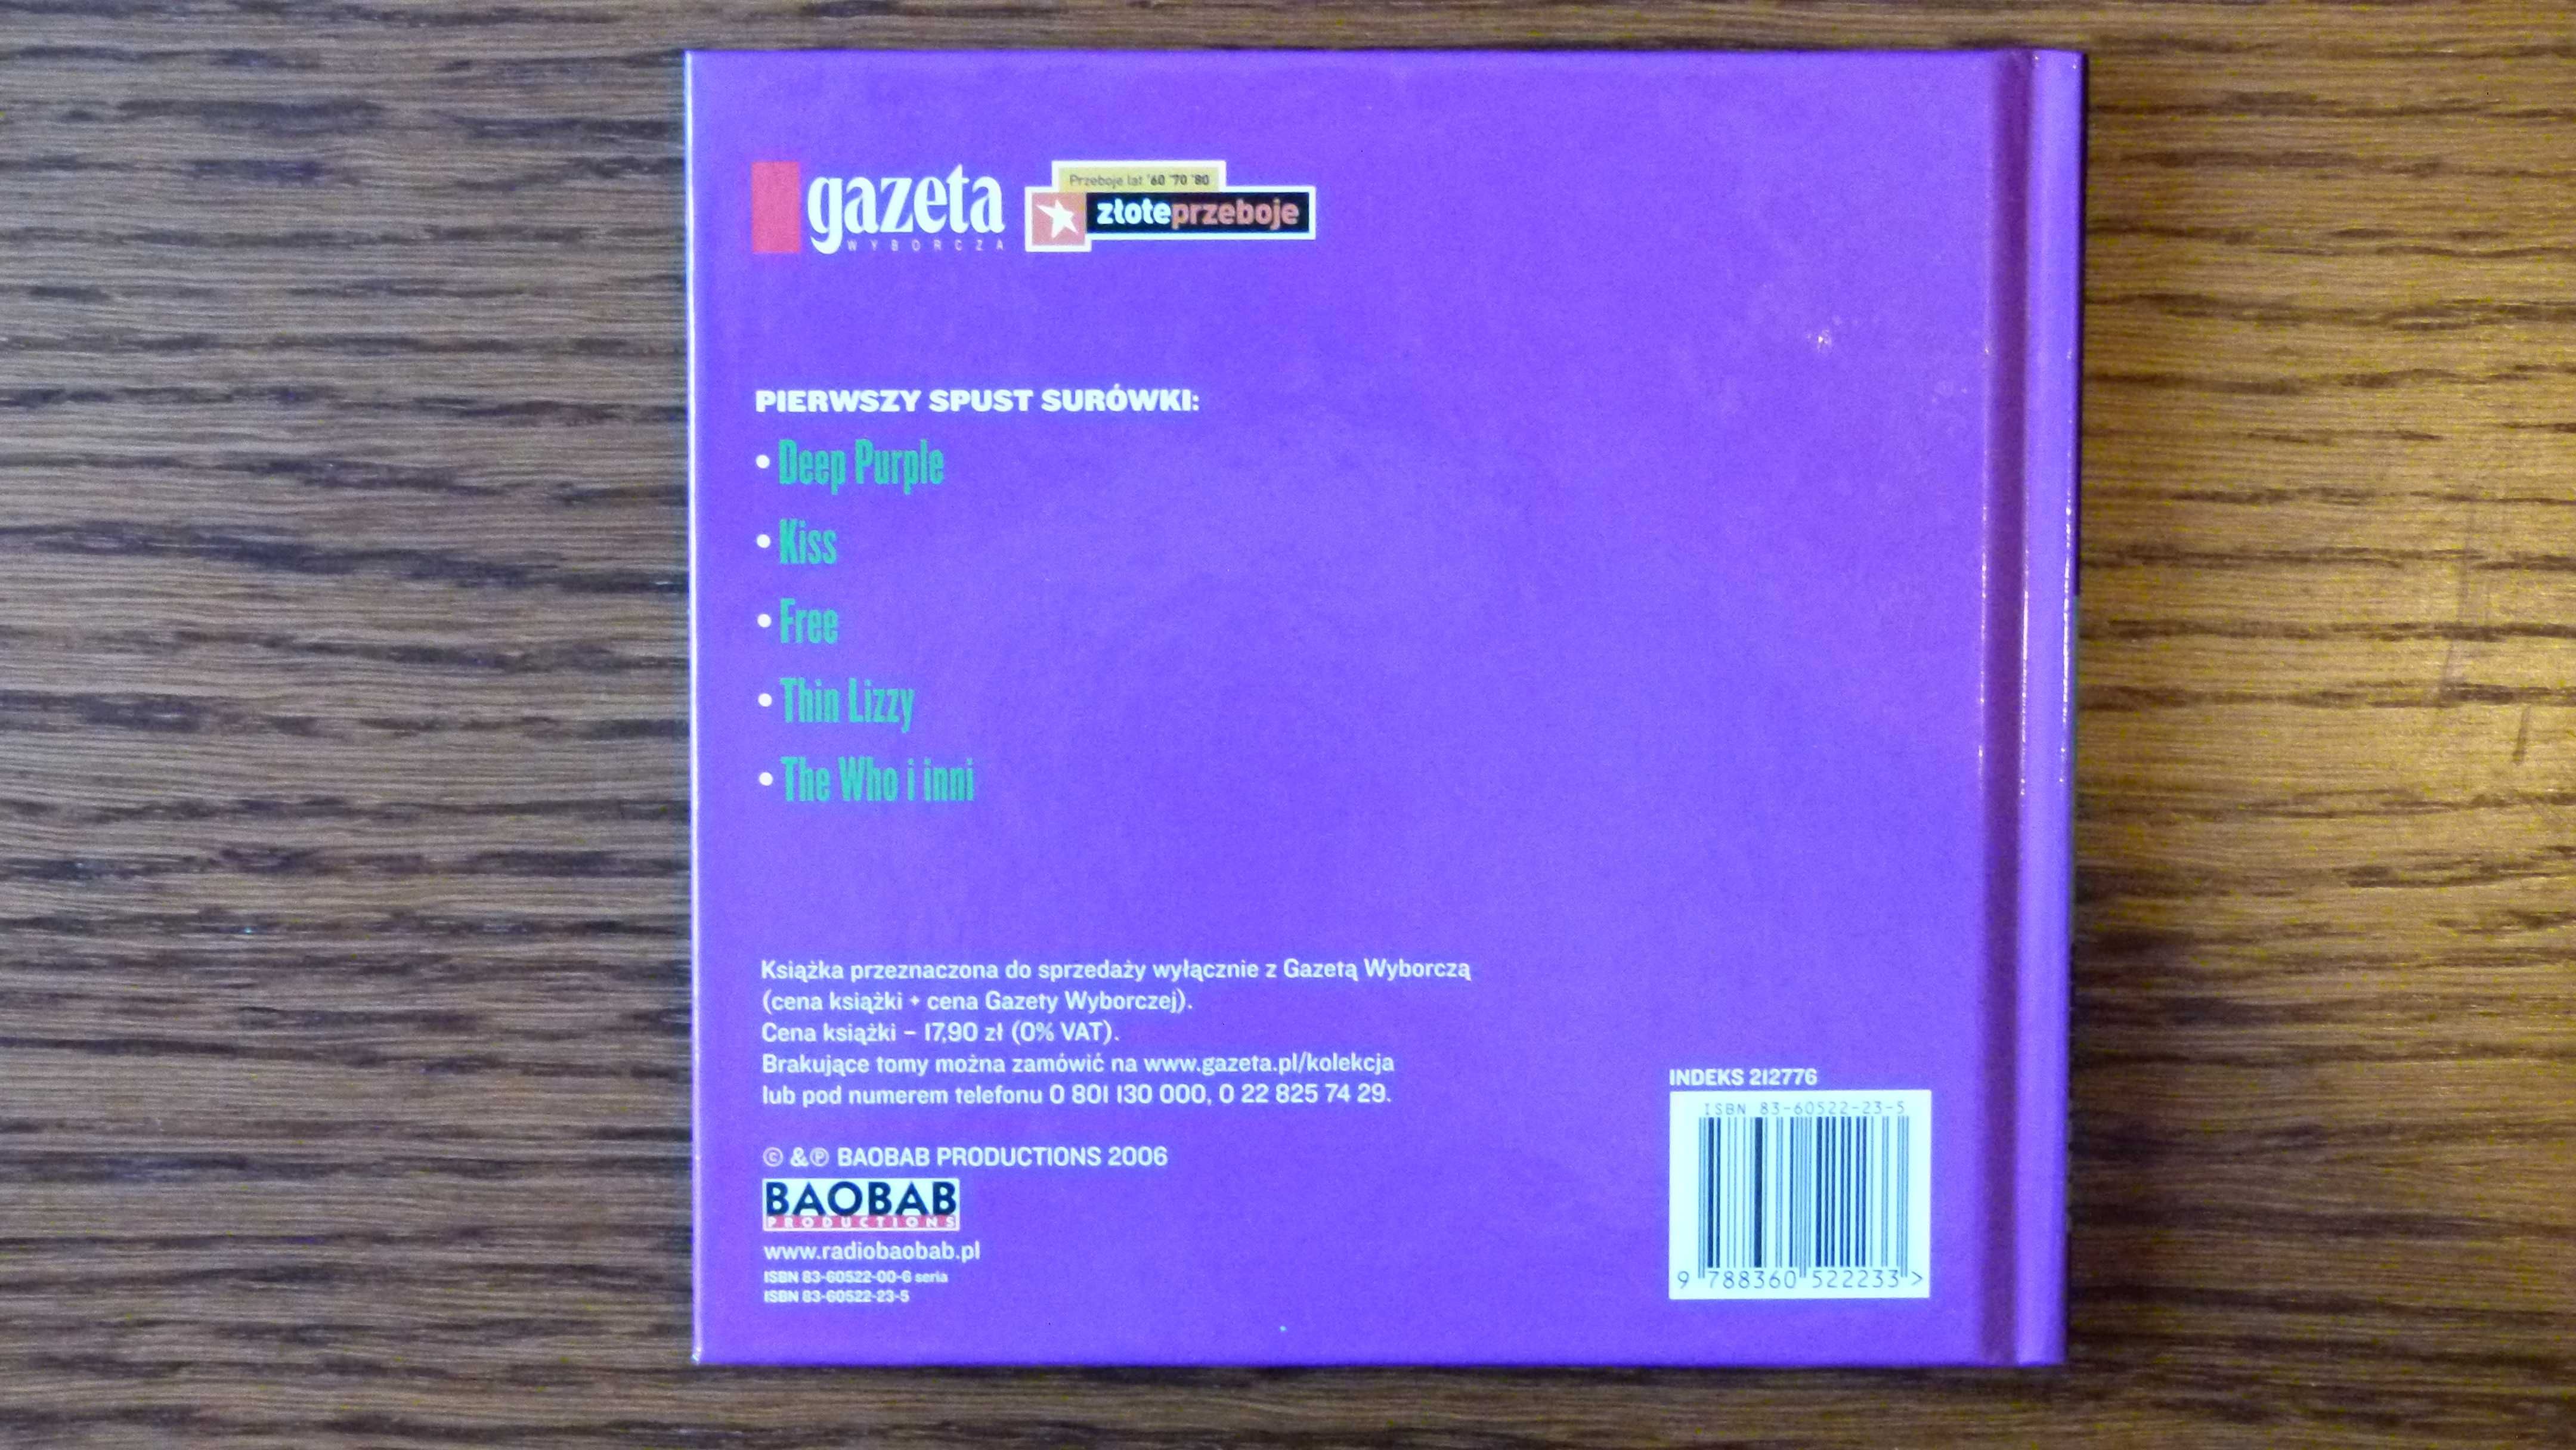 gazeta
WYBORCZA
Przeboje lat '60 '70 '80
złoteprzeboje
PIERWSZY SPUST SURÓWKI:
• Deep Purple
• Kiss
• Free
• Thin Lizzy
• The Who i inni
Książka przeznaczona do sprzedaży wyłącznie z Gazetą Wyborczą
(cena książki + cena Gazety Wyborczej).
Cena książki – 17,90 zł (0% VAT).
Brakujące tomy można zamówić na www.gazeta.pl/kolekcja
lub pod numerem telefonu 0 801 130 000, 0 22 825 74 29.
© &℗ BAOBAB PRODUCTIONS 2006
BAOBAB
PRODUCTIONS
www.radiobaobab.pl
ISBN 83-60522-00-6 seria
ISBN 83-60522-23-5
INDEKS 212776
ISBN 83-60522-23-5
9 788360 522233 >